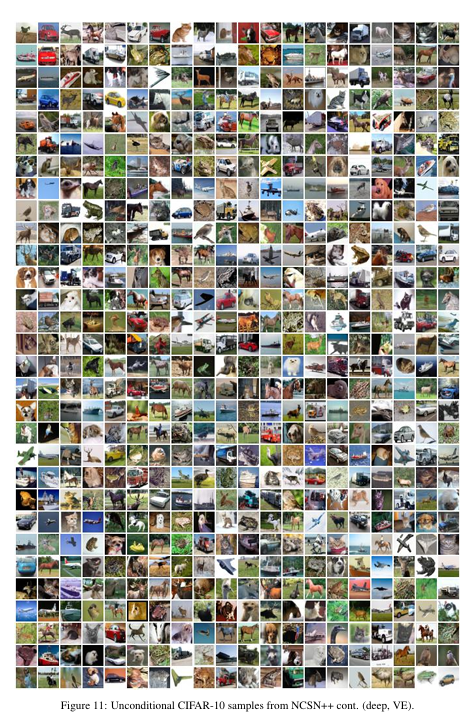 Figure 11: Unconditional CIFAR-10 samples from NCSN++ cont. (deep, VE).